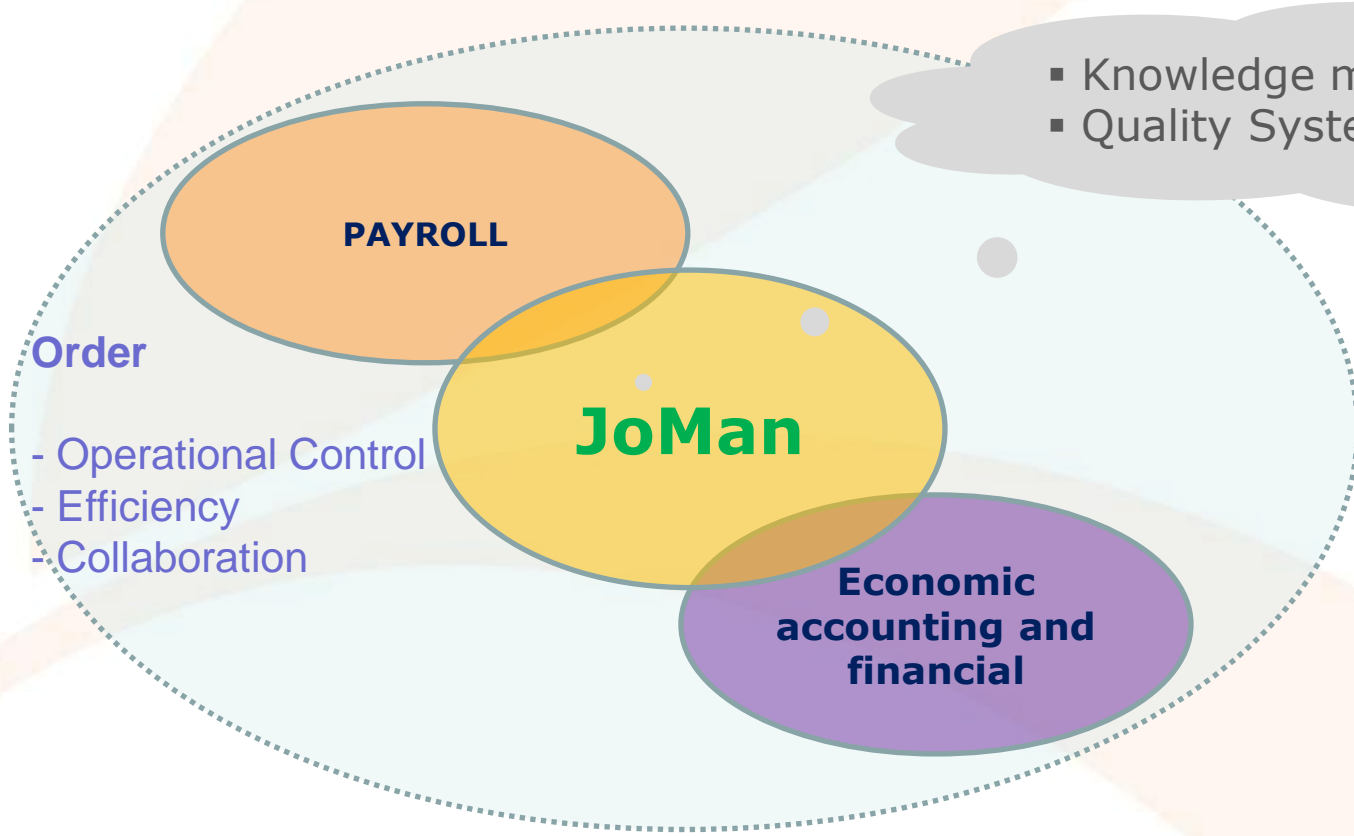 ▪ Knowledge m
▪ Quality Syste
PAYROLL
Order
- Operational Control
- Efficiency
- Collaboration
JoMan
Economic
accounting and
financial